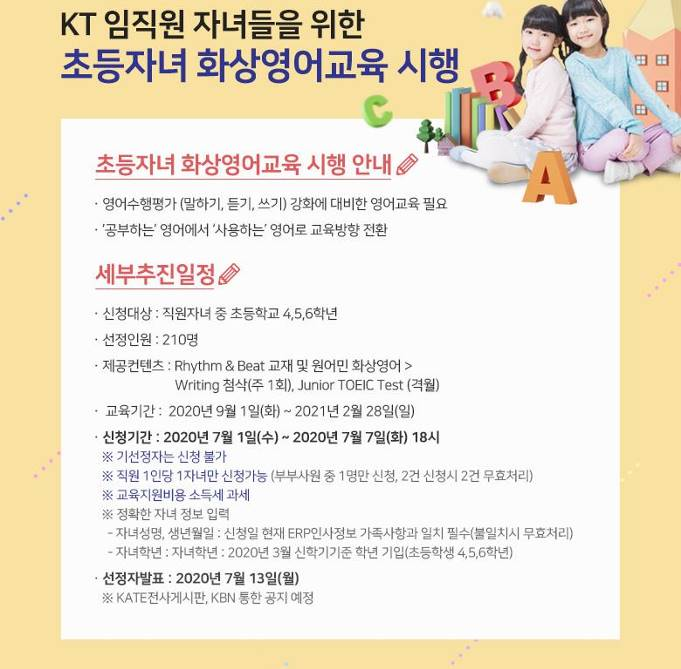 KT 임직원 자녀들을 위한
초등자녀 화상영어교육 시행
C
B
A
초등자녀 화상영어교육 시행 안내
· 영어수행평가 (말하기, 듣기, 쓰기) 강화에 대비한 영어교육 필요
· '공부하는' 영어에서 '사용하는' 영어로 교육방향 전환
세부추진일정
· 신청대상 : 직원자녀 중 초등학교 4,5,6학년
· 선정인원 : 210명
· 제공컨텐츠 : Rhythm & Beat 교재 및 원어민 화상영어 >
Writing 첨삭(주 1회), Junior TOEIC Test (격월)
· 교육기간 : 2020년 9월 1일(화) ~ 2021년 2월 28일(일)
· 신청기간 : 2020년 7월 1일(수) ~ 2020년 7월 7일(화) 18시
※ 기선정자는 신청 불가
※ 직원 1인당 1자녀만 신청가능 (부부사원 중 1명만 신청, 2건 신청시 2건 무효처리)
※ 교육지원비용 소득세 과세
※ 정확한 자녀 정보 입력
- 자녀성명, 생년월일 : 신청일 현재 ERP인사정보 가족사항과 일치 필수(불일치시 무효처리)
- 자녀학년 : 자녀학년 : 2020년 3월 신학기기준 학년 기입(초등학생 4,5,6학년)
· 선정자발표 : 2020년 7월 13일(월)
※ KATE전사게시판, KBN 통한 공지 예정